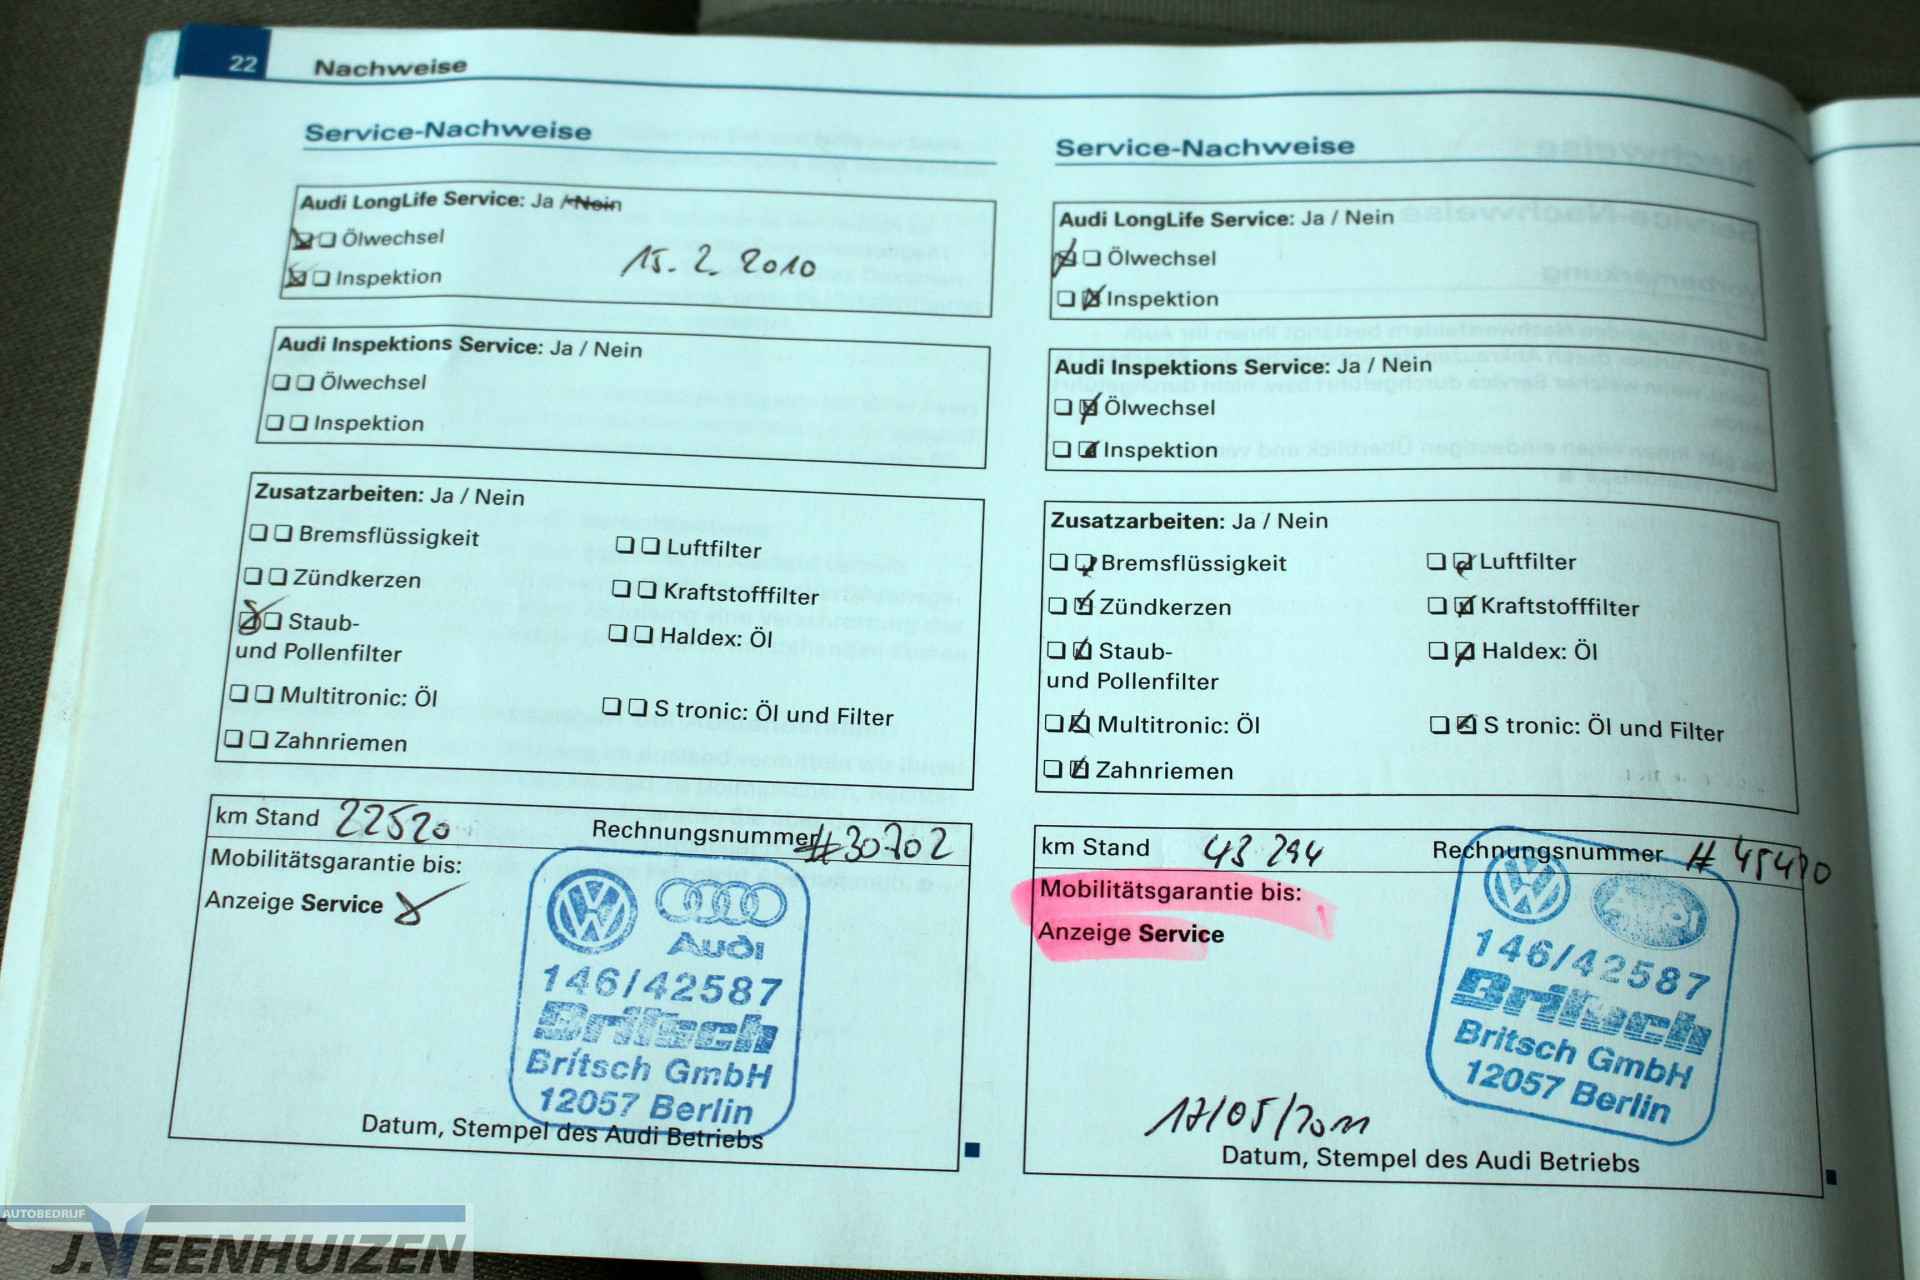 22 Nachweise
Service-Nachweise
Audi LongLife Service: Ja / Nein
Ölwechsel
15. 2. 2010
Inspektion
Audi Inspektions Service: Ja / Nein
Ölwechsel
Inspektion
Zusatzarbeiten: Ja / Nein
Bremsflüssigkeit
Luftfilter
Zündkerzen
Kraftstofffilter
Staub-
und Pollenfilter
Haldex: Öl
Multitronic: Öl
S tronic: Öl und Filter
Zahnriemen
km Stand 22520
Rechnungsnummer #30702
Mobilitätsgarantie bis:
Anzeige Service
Audi
146/42587
Britsch
Britsch GmbH
12057 Berlin
Datum, Stempel des Audi Betriebs
Service-Nachweise
Audi LongLife Service: Ja / Nein
Ölwechsel
Inspektion
Audi Inspektions Service: Ja / Nein
Ölwechsel
Inspektion
Zusatzarbeiten: Ja / Nein
Bremsflüssigkeit
Luftfilter
Zündkerzen
Kraftstofffilter
Staub-
und Pollenfilter
Haldex: Öl
Multitronic: Öl
S tronic: Öl und Filter
Zahnriemen
km Stand 43294
Rechnungsnummer # 45470
Mobilitätsgarantie bis:
Anzeige Service
Audi
146/42587
Britsch
Britsch GmbH
12057 Berlin
17/05/2011
Datum, Stempel des Audi Betriebs
AUTOBEDRIJF
J.VEENHUIZEN